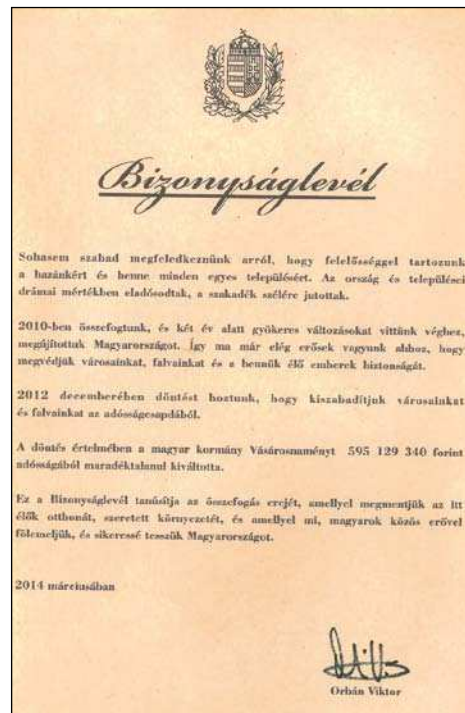 Bizonyságlevél
Sohasem szabad megfeledkeznünk arról, hogy felelősséggel tartozunk
a hazánkért és benne minden egyes településért. Az ország és települései
drámai mértékben eladósodtak, a szakadék szélére jutottak.
2010-ben összefogtunk, és két év alatt gyökeres változásokat vittünk véghez,
megújítottuk Magyarországot. Így ma már elég erősek vagyunk ahhoz, hogy
megvédjük városainkat, falvainkat és a bennük élő emberek biztonságát.
2012 decemberében döntést hoztunk, hogy kiszabadítjuk városainkat
és falvainkat az adósságcsapdából.
A döntés értelmében a magyar kormány Vásárosnaményt 595 129 340 forint
adósságából maradéktalanul kiváltotta.
Ez a Bizonyságlevél tanúsítja az összefogás erejét, amellyel megmentjük az itt
élők otthonát, szeretett környezetét, és amellyel mi, magyarok közös erővel
fölemeljük, és sikeressé tesszük Magyarországot.
2014 márciusában
Orbán Viktor